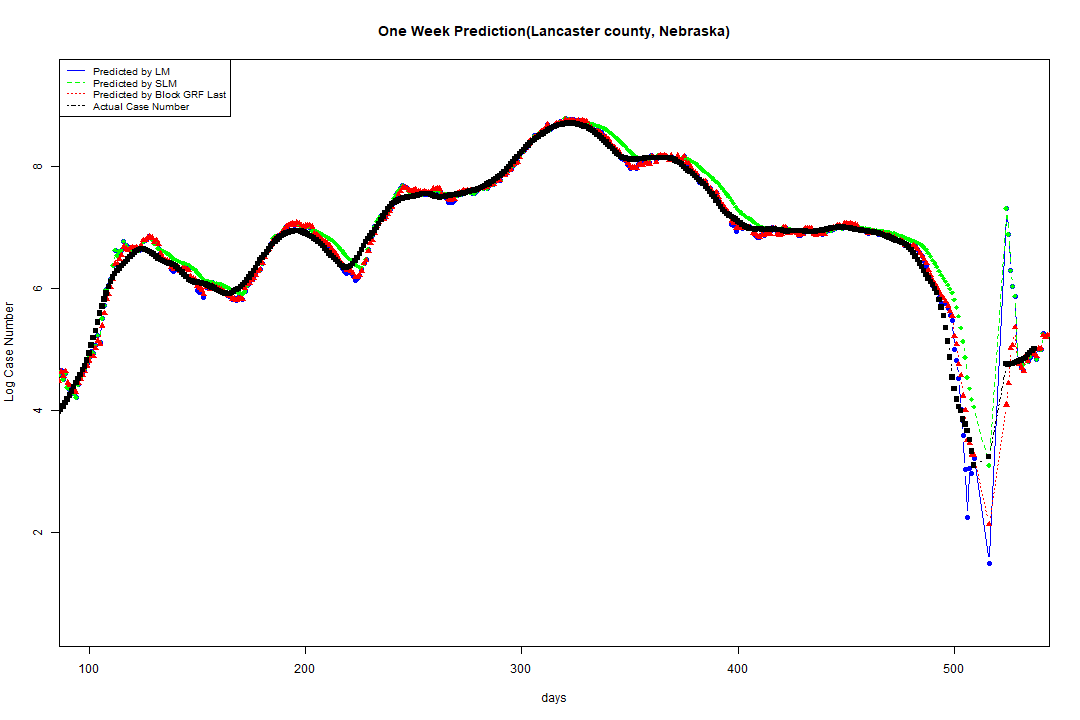 One Week Prediction(Lancaster county, Nebraska)
Predicted by LM
Predicted by SLM
Predicted by Block GRF Last
Actual Case Number
Log Case Number
8
6
4
2
100 200 300 400 500
days